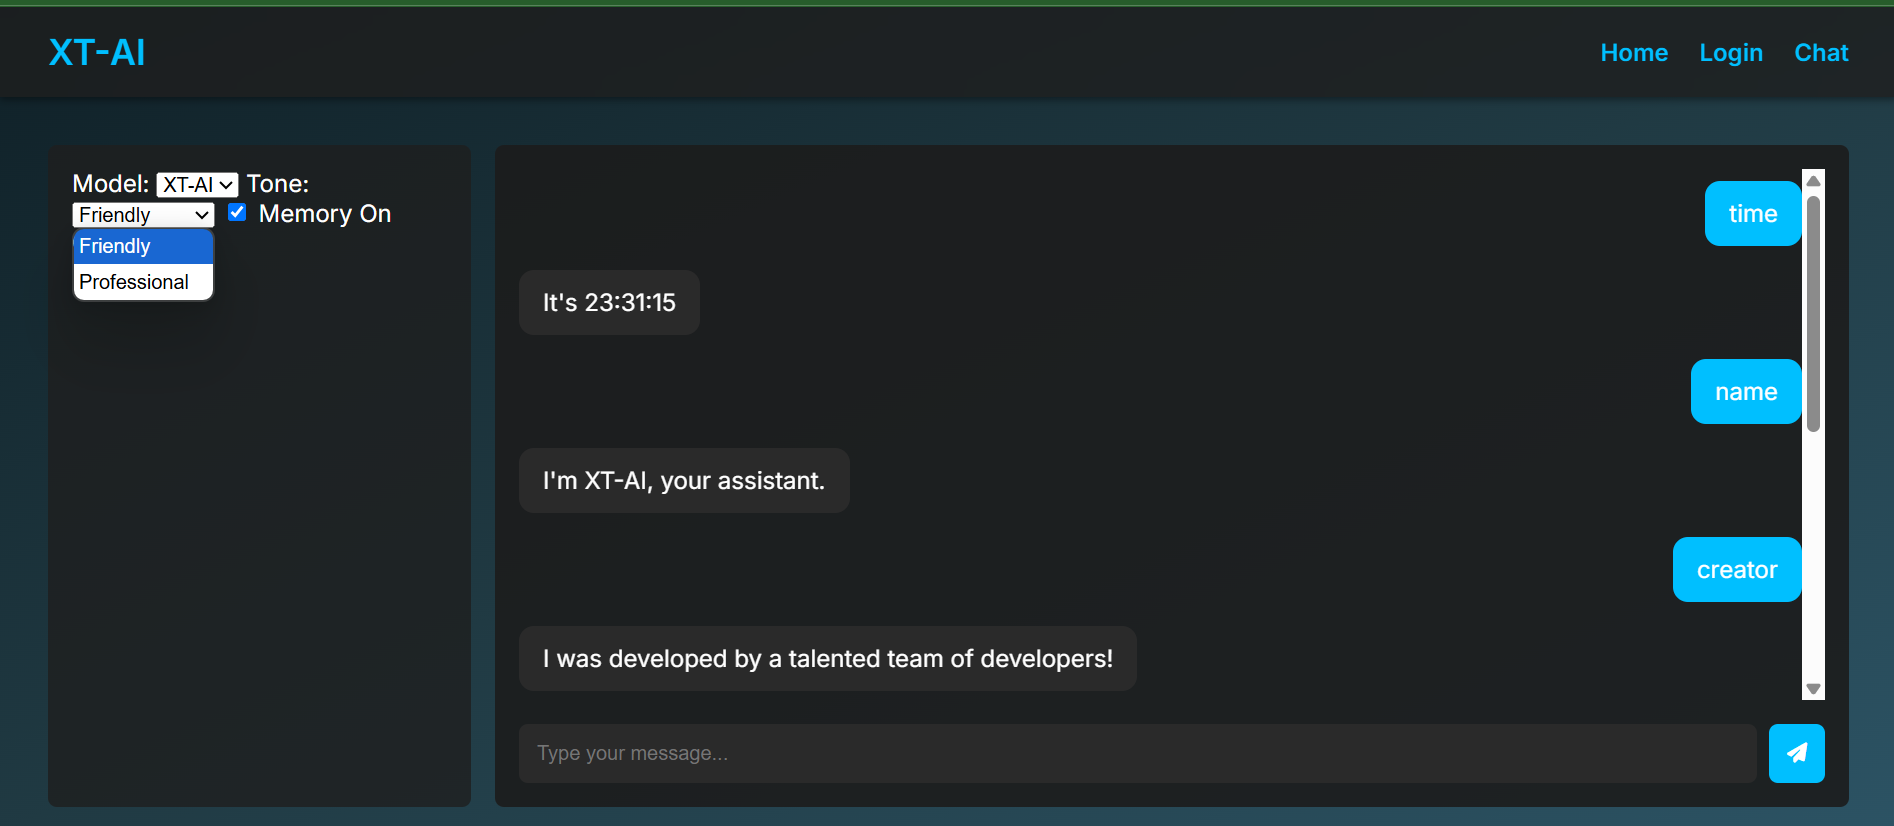 XT-AI
Home Login Chat
Model: XT-AI Tone:
Friendly Memory On
Friendly
Professional
time
It's 23:31:15
name
I'm XT-AI, your assistant.
creator
I was developed by a talented team of developers!
Type your message...